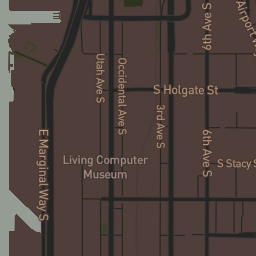 Airport W
6th Ave S
Utah Ave S
Occidental Ave S
S Holgate St
3rd Ave S
6th Ave S
E Marginal Way S
Living Computer
Museum
S Stacy S